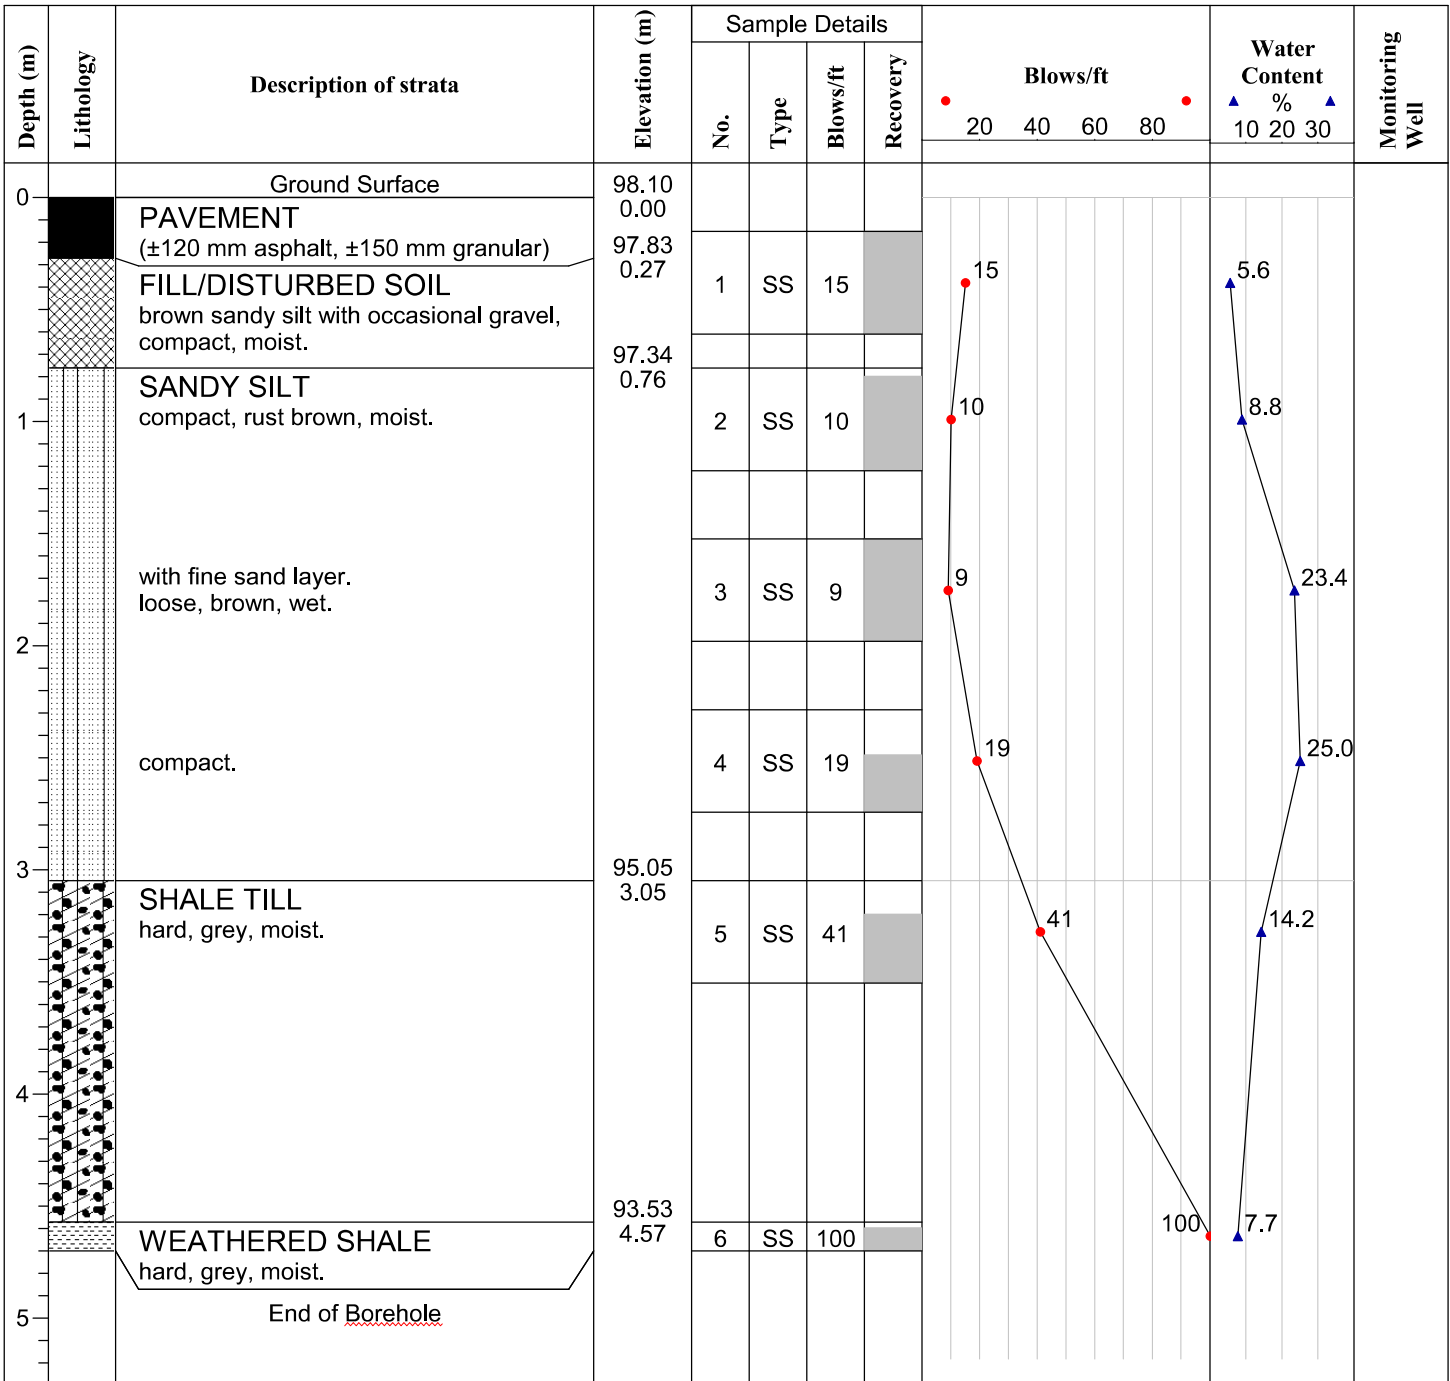 Depth (m)
Lithology
Description of strata
Elevation (m)
Sample Details
No.
Type
Blows/ft
Recovery
Blows/ft
20 40 60 80
Water
Content
%
10 20 30
Monitoring
Well
Ground Surface
98.10
0.00
0
PAVEMENT
(±120 mm asphalt, ±150 mm granular)
97.83
0.27
FILL/DISTURBED SOIL
brown sandy silt with occasional gravel,
compact, moist.
1 SS 15
15
5.6
97.34
0.76
SANDY SILT
compact, rust brown, moist.
1
2 SS 10
10
8.8
with fine sand layer.
loose, brown, wet.
3 SS 9
9
23.4
2
compact.
4 SS 19
19
25.0
3
95.05
3.05
SHALE TILL
hard, grey, moist.
5 SS 41
41
14.2
4
93.53
4.57
WEATHERED SHALE
hard, grey, moist.
6 SS 100
100
7.7
End of Borehole
5